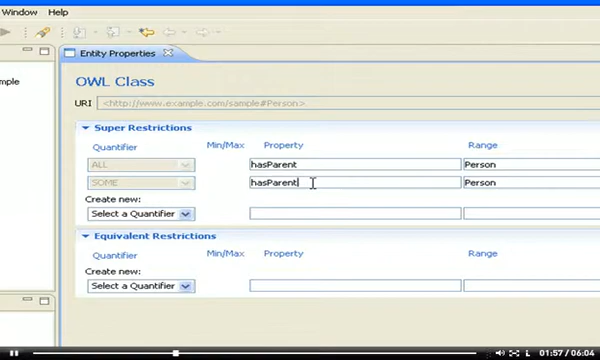 Window Help
Entity Properties
mple
OWL Class
URI <http://www.example.com/sample#Person>
Super Restrictions
Quantifier Min/Max Property Range
ALL hasParent Person
SOME hasParent Person
Create new:
Select a Quantifier
Equivalent Restrictions
Quantifier Min/Max Property Range
Create new:
Select a Quantifier
01:57/06:04